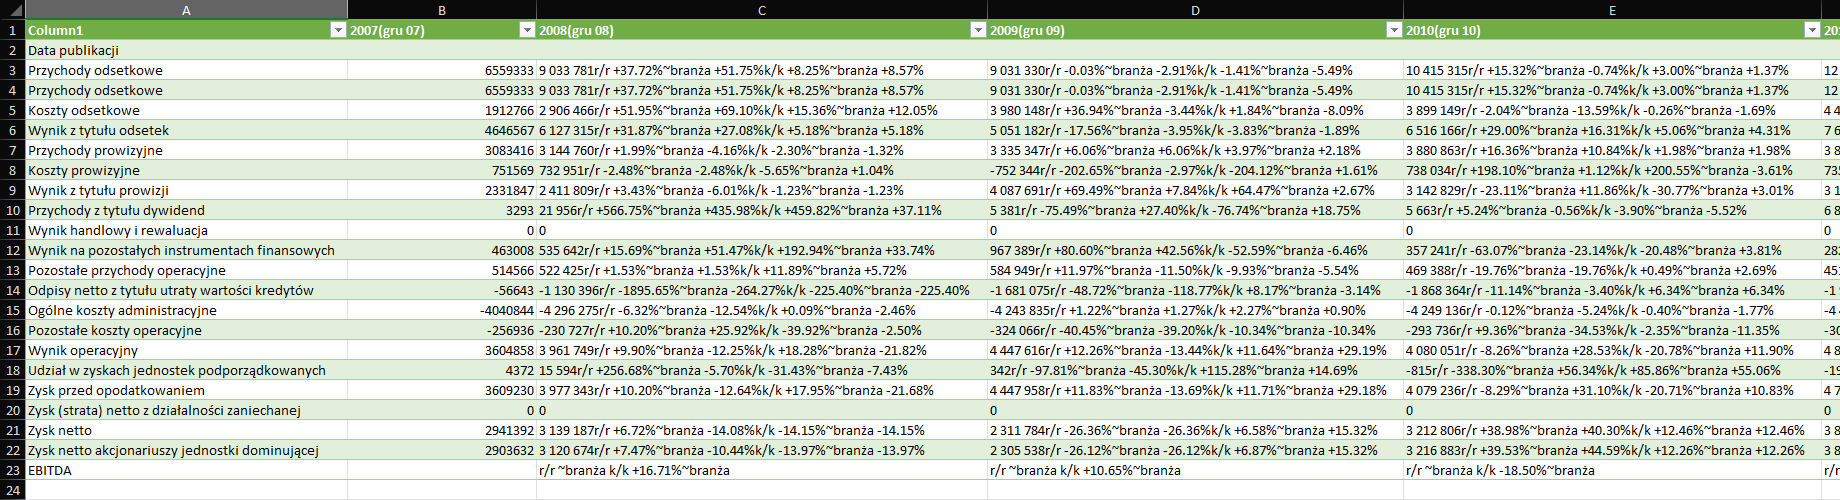 A B C D E
1 Column1 2007(gru 07) 2008(gru 08) 2009(gru 09) 2010(gru 10) 201
2 Data publikacji
3 Przychody odsetkowe 6559333 9 033 781r/r +37.72%~branża +51.75%k/k +8.25%~branża +8.57% 9 031 330r/r -0.03%~branża -2.91%k/k -1.41%~branża -5.49% 10 415 315r/r +15.32%~branża -0.74%k/k +3.00%~branża +1.37% 12
4 Przychody odsetkowe 6559333 9 033 781r/r +37.72%~branża +51.75%k/k +8.25%~branża +8.57% 9 031 330r/r -0.03%~branża -2.91%k/k -1.41%~branża -5.49% 10 415 315r/r +15.32%~branża -0.74%k/k +3.00%~branża +1.37% 12
5 Koszty odsetkowe 1912766 2 906 466r/r +51.95%~branża +69.10%k/k +15.36%~branża +12.05% 3 980 148r/r +36.94%~branża -3.44%k/k +1.84%~branża -8.09% 3 899 149r/r -2.04%~branża -13.59%k/k -0.26%~branża -1.69% 4 4
6 Wynik z tytułu odsetek 4646567 6 127 315r/r +31.87%~branża +27.08%k/k +5.18%~branża +5.18% 5 051 182r/r -17.56%~branża -3.95%k/k -3.83%~branża -1.89% 6 516 166r/r +29.00%~branża +16.31%k/k +5.06%~branża +4.31% 7 6
7 Przychody prowizyjne 3083416 3 144 760r/r +1.99%~branża -4.16%k/k -2.30%~branża -1.32% 3 335 347r/r +6.06%~branża +6.06%k/k +3.97%~branża +2.18% 3 880 863r/r +16.36%~branża +10.84%k/k +1.98%~branża +1.98% 3 8
8 Koszty prowizyjne 751569 732 951r/r -2.48%~branża -2.48%k/k -5.65%~branża +1.04% -752 344r/r -202.65%~branża -2.97%k/k -204.12%~branża +1.61% 738 034r/r +198.10%~branża +1.12%k/k +200.55%~branża -3.61% 735
9 Wynik z tytułu prowizji 2331847 2 411 809r/r +3.43%~branża -6.01%k/k -1.23%~branża -1.23% 4 087 691r/r +69.49%~branża +7.84%k/k +64.47%~branża +2.67% 3 142 829r/r -23.11%~branża +11.86%k/k -30.77%~branża +3.01% 3 1
10 Przychody z tytułu dywidend 3293 21 956r/r +566.75%~branża +435.98%k/k +459.82%~branża +37.11% 5 381r/r -75.49%~branża +27.40%k/k -76.74%~branża +18.75% 5 663r/r +5.24%~branża -0.56%k/k -3.90%~branża -5.52% 6 8
11 Wynik handlowy i rewaluacja 0 0 0 0 0
12 Wynik na pozostałych instrumentach finansowych 463008 535 642r/r +15.69%~branża +51.47%k/k +192.94%~branża +33.74% 967 389r/r +80.60%~branża +42.56%k/k -52.59%~branża -6.46% 357 241r/r -63.07%~branża -23.14%k/k -20.48%~branża +3.81% 282
13 Pozostałe przychody operacyjne 514566 522 425r/r +1.53%~branża +1.53%k/k +11.89%~branża +5.72% 584 949r/r +11.97%~branża -11.50%k/k -9.93%~branża -5.54% 469 388r/r -19.76%~branża -19.76%k/k +0.49%~branża +2.69% 451
14 Odpisy netto z tytułu utraty wartości kredytów -56643 -1 130 396r/r -1895.65%~branża -264.27%k/k -225.40%~branża -225.40% -1 681 075r/r -48.72%~branża -118.77%k/k +8.17%~branża -3.14% -1 868 364r/r -11.14%~branża -3.40%k/k +6.34%~branża +6.34% -1
15 Ogólne koszty administracyjne -4040844 -4 296 275r/r -6.32%~branża -12.54%k/k +0.09%~branża -2.46% -4 243 835r/r +1.22%~branża +1.27%k/k +2.27%~branża +0.90% -4 249 136r/r -0.12%~branża -5.24%k/k -0.40%~branża -1.77% -4
16 Pozostałe koszty operacyjne -256936 -230 727r/r +10.20%~branża +25.92%k/k -39.92%~branża -2.50% -324 066r/r -40.45%~branża -39.20%k/k -10.34%~branża -10.34% -293 736r/r +9.36%~branża -34.53%k/k -2.35%~branża -11.35% -30
17 Wynik operacyjny 3604858 3 961 749r/r +9.90%~branża -12.25%k/k +18.28%~branża -21.82% 4 447 616r/r +12.26%~branża -13.44%k/k +11.64%~branża +29.19% 4 080 051r/r -8.26%~branża +28.53%k/k -20.78%~branża +11.90% 4 8
18 Udział w zyskach jednostek podporządkowanych 4372 15 594r/r +256.68%~branża -5.70%k/k -31.43%~branża -7.43% 342r/r -97.81%~branża -45.30%k/k +115.28%~branża +14.69% -815r/r -338.30%~branża +56.34%k/k +85.86%~branża +55.06% -19
19 Zysk przed opodatkowaniem 3609230 3 977 343r/r +10.20%~branża -12.64%k/k +17.95%~branża -21.68% 4 447 958r/r +11.83%~branża -13.69%k/k +11.71%~branża +29.18% 4 079 236r/r -8.29%~branża +31.10%k/k -20.71%~branża +10.83% 4 7
20 Zysk (strata) netto z działalności zaniechanej 0 0 0 0 0
21 Zysk netto 2941392 3 139 187r/r +6.72%~branża -14.08%k/k -14.15%~branża -14.15% 2 311 784r/r -26.36%~branża -26.36%k/k +6.58%~branża +15.32% 3 212 806r/r +38.98%~branża +40.30%k/k +12.46%~branża +12.46% 3 8
22 Zysk netto akcjonariuszy jednostki dominującej 2903632 3 120 674r/r +7.47%~branża -10.44%k/k -13.97%~branża -13.97% 2 305 538r/r -26.12%~branża -26.12%k/k +6.87%~branża +15.32% 3 216 883r/r +39.53%~branża +44.59%k/k +12.26%~branża +12.26% 3 8
23 EBITDA r/r ~branża k/k +16.71%~branża r/r ~branża k/k +10.65%~branża r/r ~branża k/k -18.50%~branża r/r
24